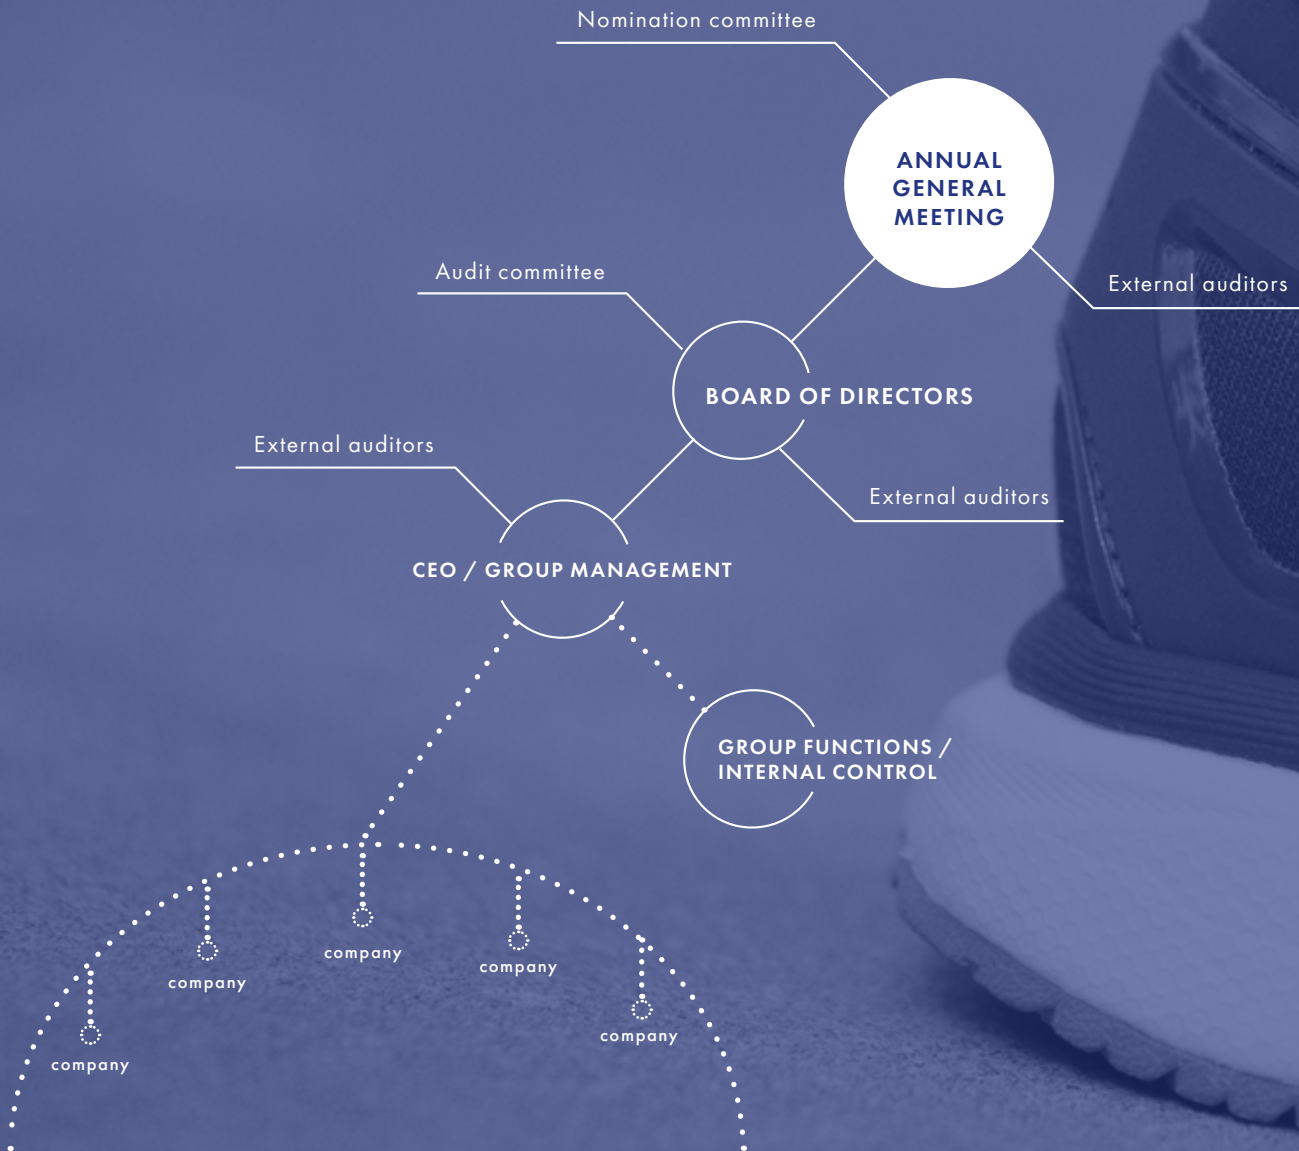 Nomination committee
ANNUAL
GENERAL
MEETING
Audit committee
External auditors
BOARD OF DIRECTORS
External auditors
External auditors
CEO / GROUP MANAGEMENT
GROUP FUNCTIONS /
INTERNAL CONTROL
company
company
company
company
company